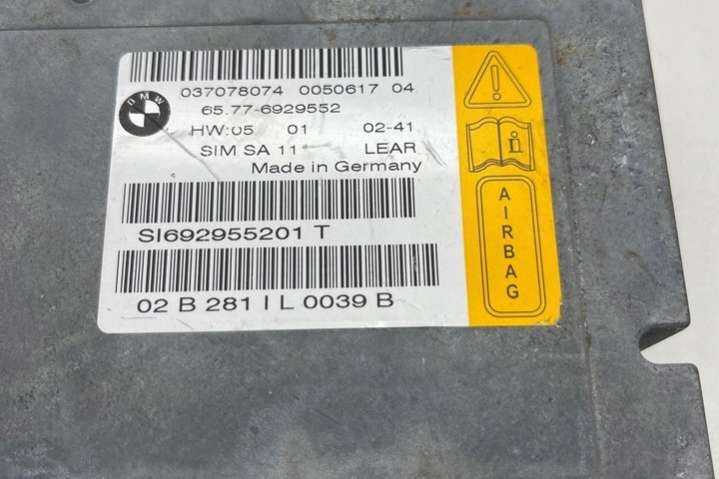 037078074 0050617 04
65.77-6929552
BMW
HW:05 01 02-41
SIM SA 11 LEAR
Made in Germany
SI692955201 T
02 B 281 I L 0039 B
AIRBAG